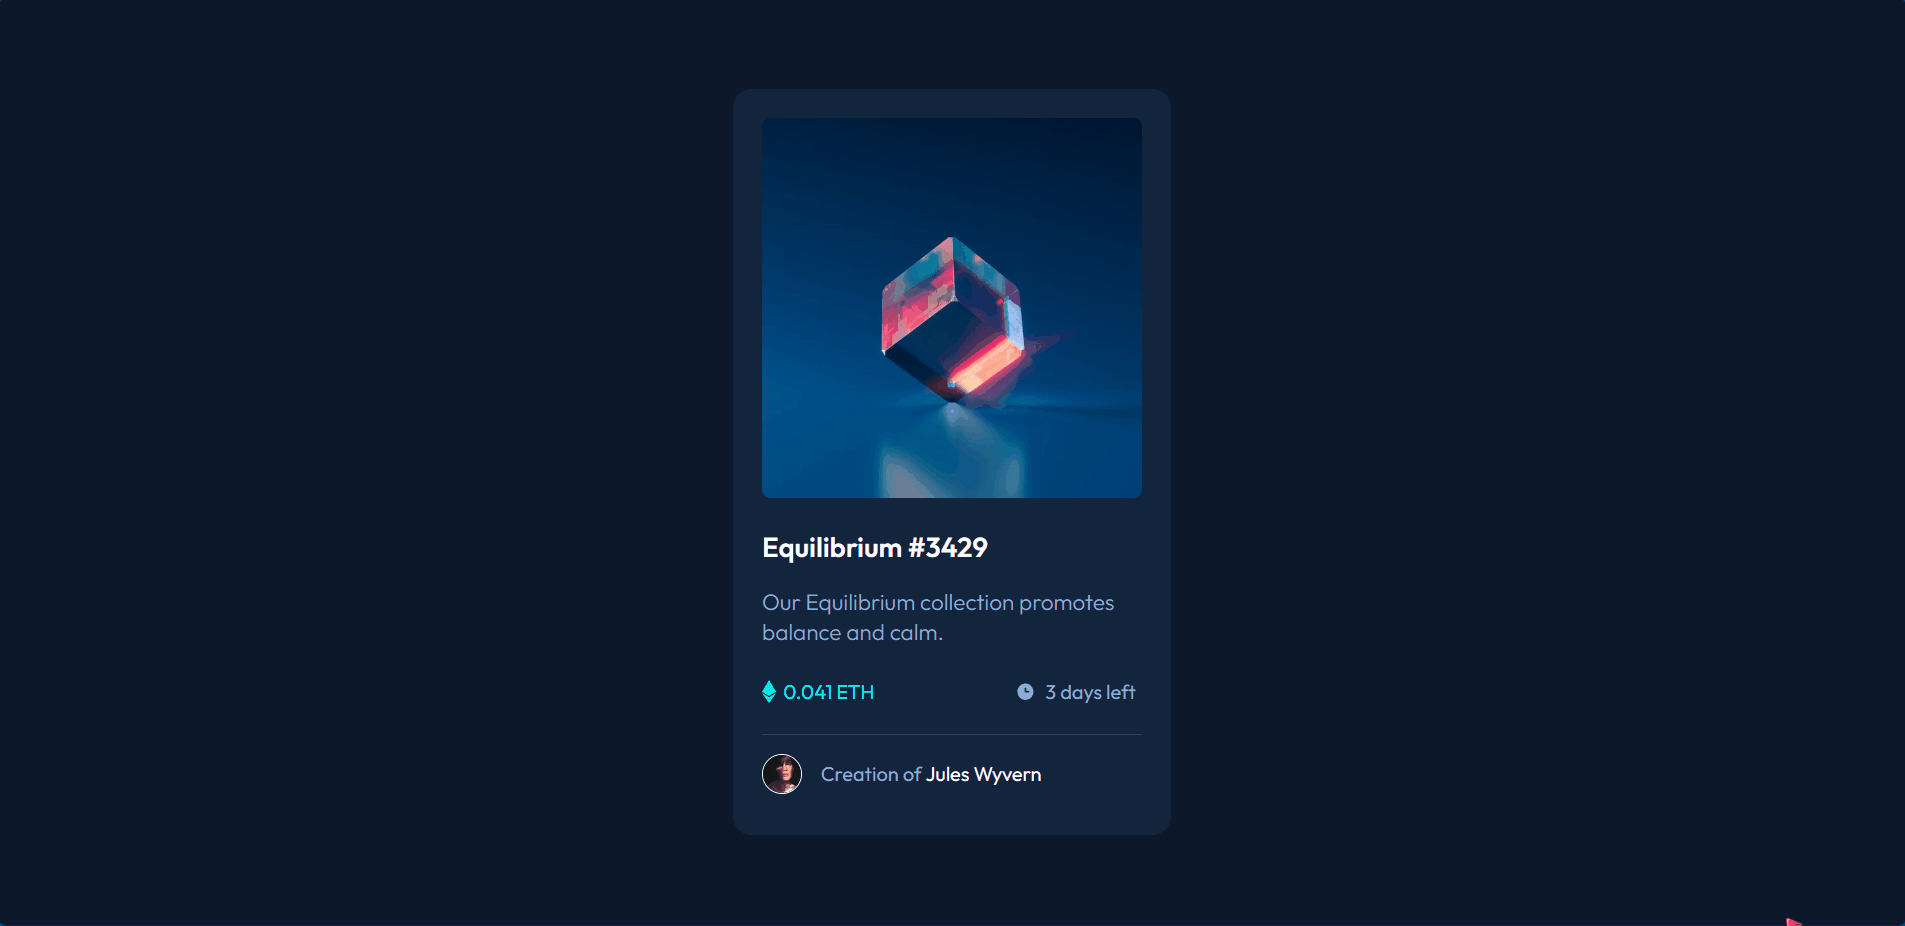 Equilibrium #3429
Our Equilibrium collection promotes
balance and calm.
0.041 ETH
3 days left
Creation of Jules Wyvern